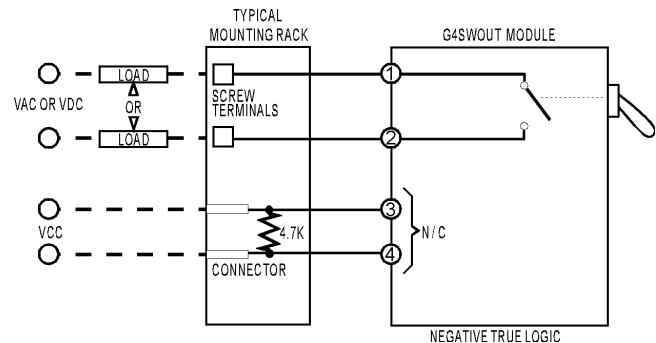 TYPICAL
MOUNTING RACK
G4SWOUT MODULE
LOAD
1
VAC OR VDC
OR
SCREW
TERMINALS
LOAD
2
3
VCC
4.7K
N / C
4
CONNECTOR
NEGATIVE TRUE LOGIC